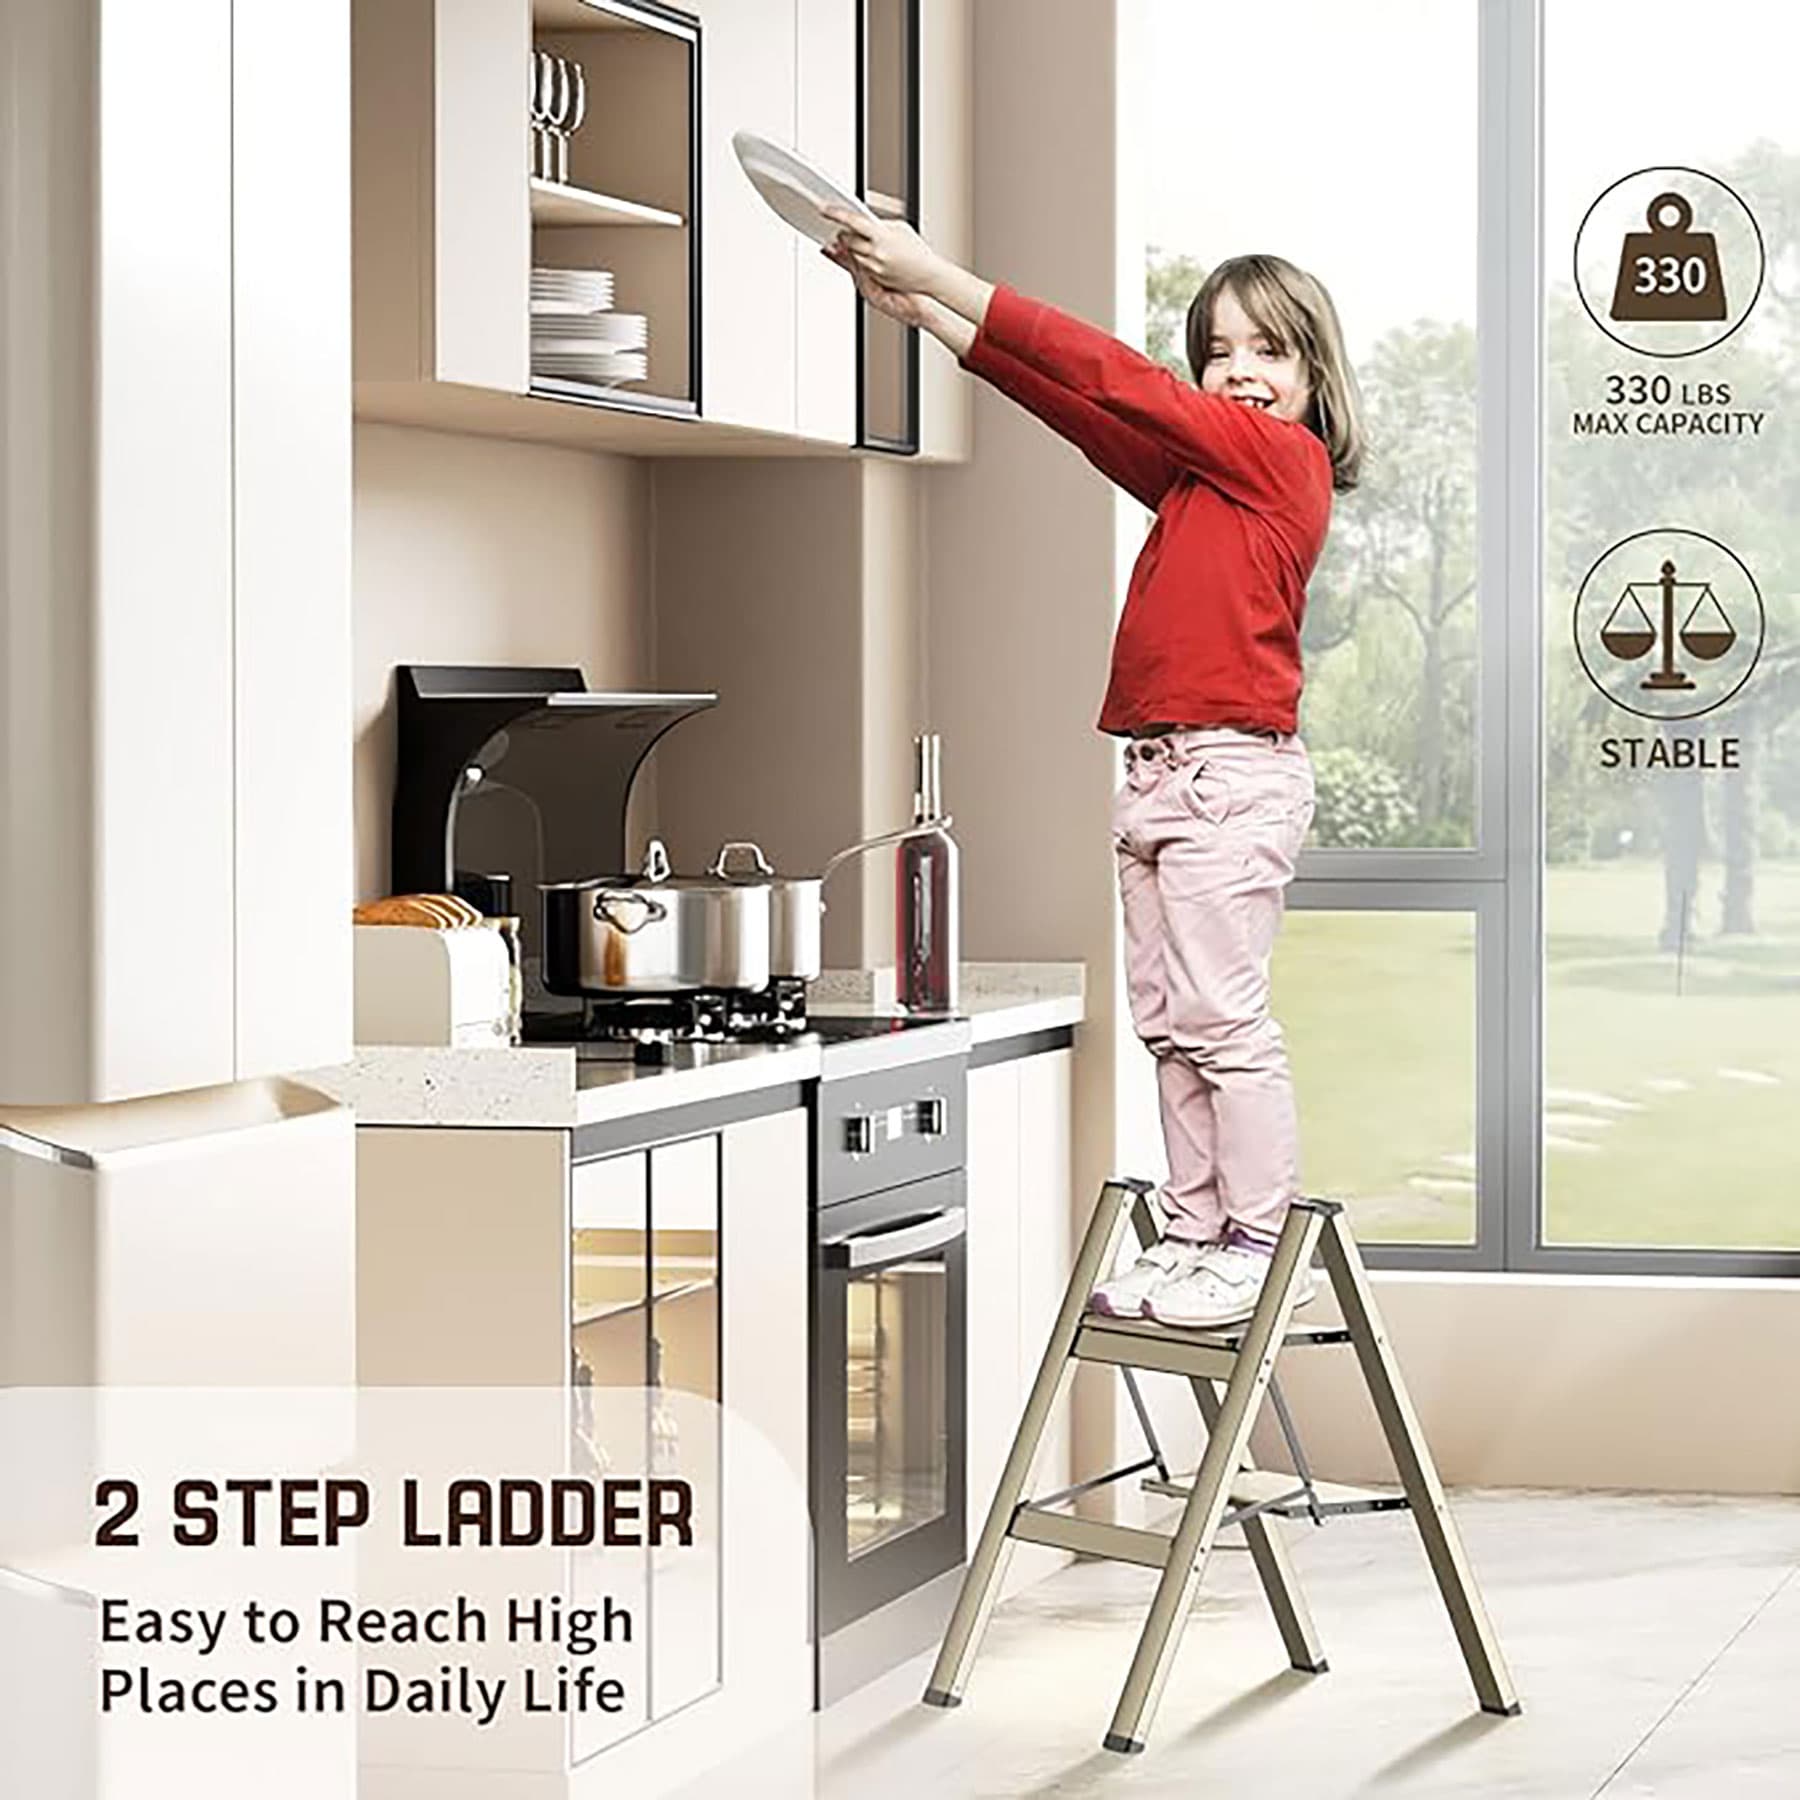 330
330 LBS
MAX CAPACITY
STABLE
2 STEP LADDER
Easy to Reach High
Places in Daily Life